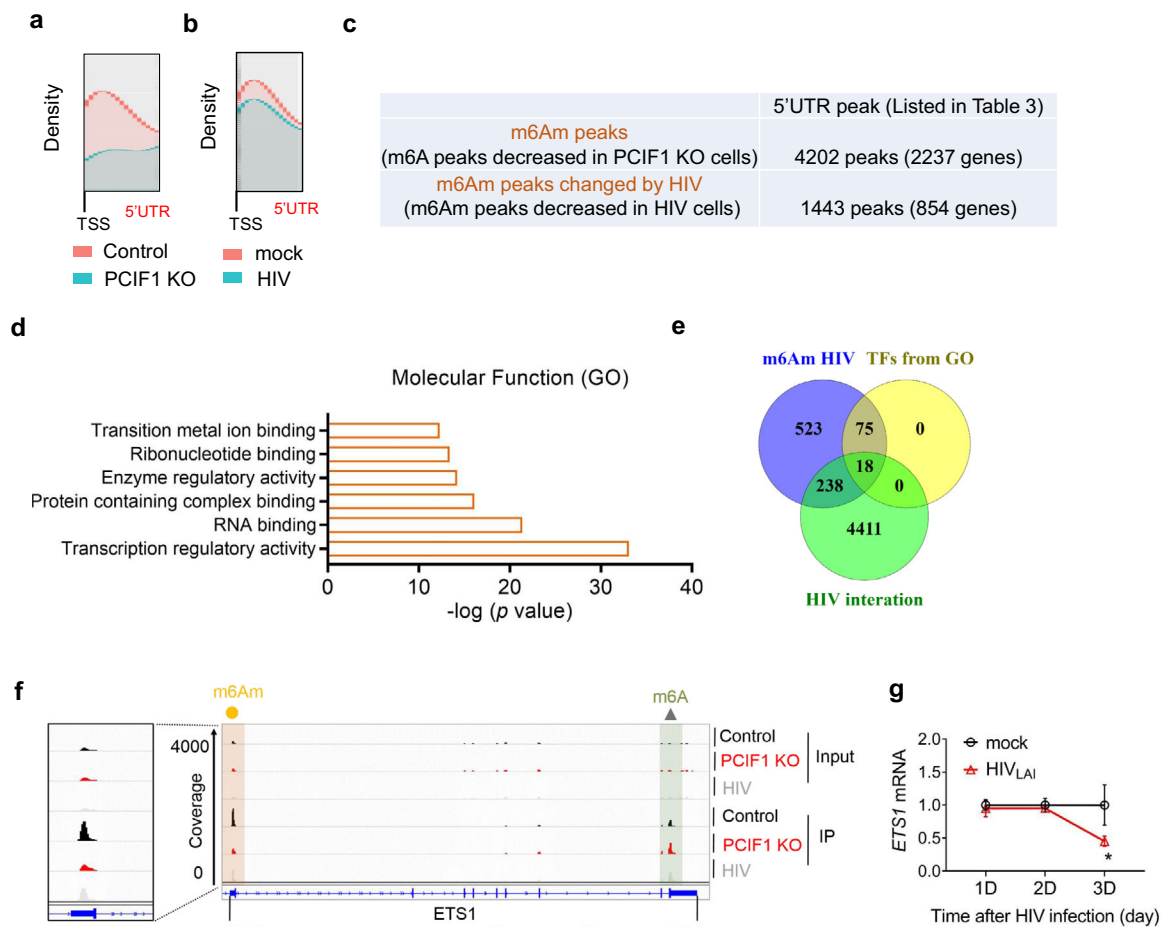 a
b
c
Density
TSS
5'UTR
Control
PCIF1 KO
Density
TSS
5'UTR
mock
HIV
5'UTR peak (Listed in Table 3)
m6Am peaks
(m6A peaks decreased in PCIF1 KO cells)
4202 peaks (2237 genes)
m6Am peaks changed by HIV
(m6Am peaks decreased in HIV cells)
1443 peaks (854 genes)
d
Molecular Function (GO)
Transition metal ion binding
Ribonucleotide binding
Enzyme regulatory activity
Protein containing complex binding
RNA binding
Transcription regulatory activity
0 10 20 30 40
-log (p value)
e
m6Am HIV TFs from GO
523 75 0
18
238 0
4411
HIV interation
f
m6Am
m6A
4000
Coverage
0
Control
PCIF1 KO
HIV
Input
Control
PCIF1 KO
HIV
IP
ETS1
g
mock
HIVLAI
ETS1 mRNA
2.0
1.5
1.0
0.5
0.0
*
1D 2D 3D
Time after HIV infection (day)